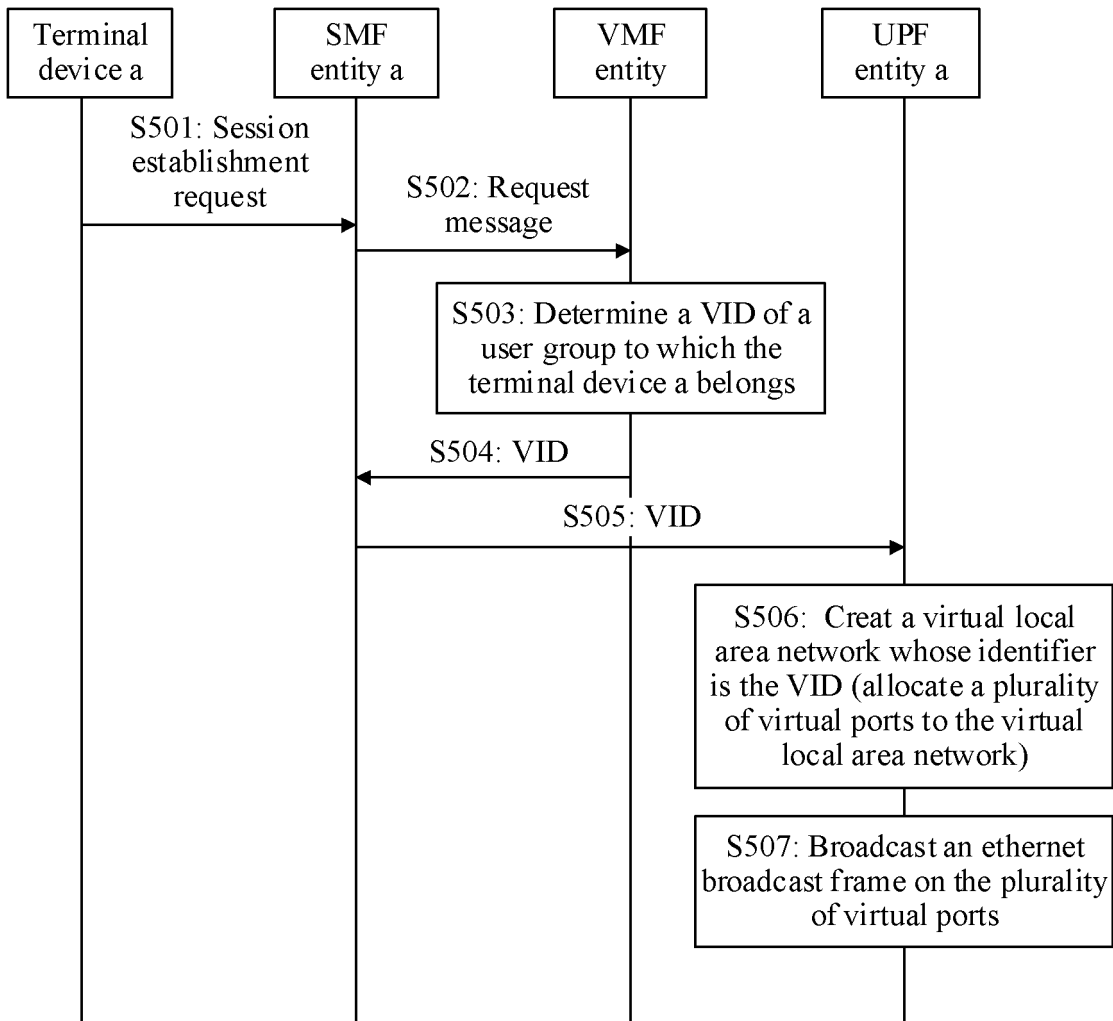 Terminal
device a
SMF
entity a
VMF
entity
UPF
entity a
S501: Session
establishment
request
S502: Request
message
S503: Determine a VID of a
user group to which the
terminal device a belongs
S504: VID
S505: VID
S506: Creat a virtual local
area network whose identifier
is the VID (allocate a plurality
of virtual ports to the virtual
local area network)
S507: Broadcast an ethernet
broadcast frame on the plurality
of virtual ports